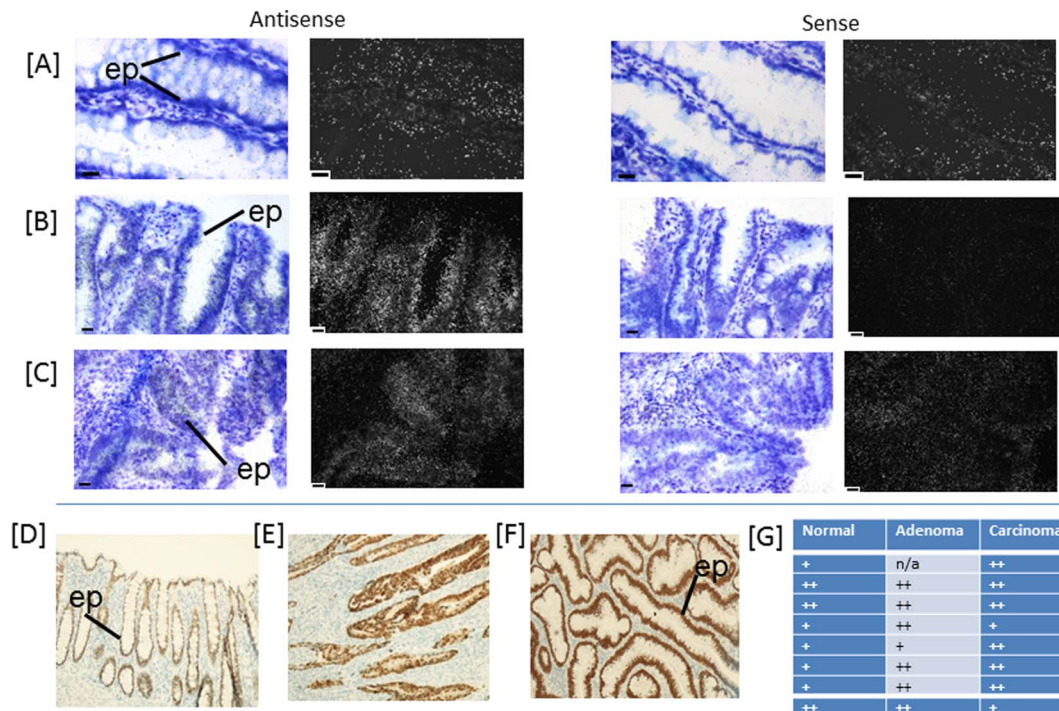 Antisense
Sense
[A]
ep
[B]
ep
[C]
ep
[D]
ep
[E]
[F]
ep
[G]
Normal Adenoma Carcinoma
+ n/a ++
++ ++ ++
++ ++ ++
+ ++ +
+ + ++
+ ++ ++
+ ++ ++
++ ++ +